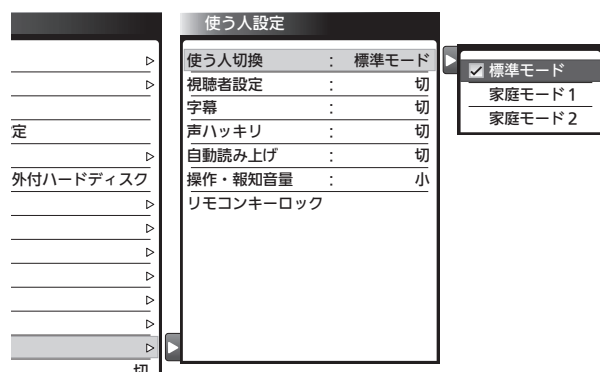 定
外付ハードディスク
切
使う人設定
使う人切換 : 標準モード
視聴者設定 : 切
字幕 : 切
声ハッキリ : 切
自動読み上げ : 切
操作・報知音量 : 小
リモコンキーロック
標準モード
家庭モード1
家庭モード2